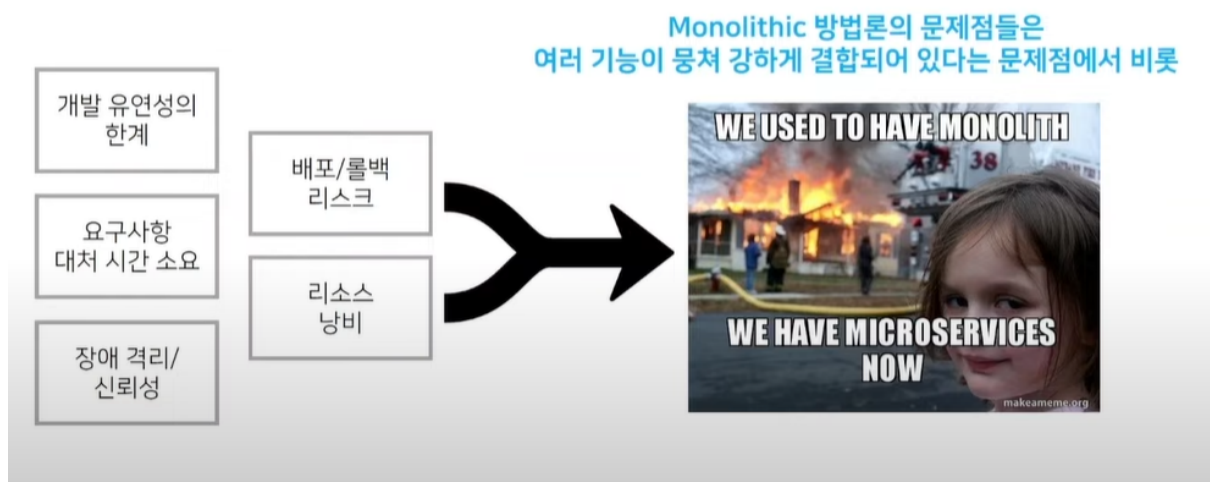 Monolithic 방법론의 문제점들은
여러 기능이 뭉쳐 강하게 결합되어 있다는 문제점에서 비롯
개발 유연성의
한계
요구사항
대처 시간 소요
장애 격리/
신뢰성
배포/롤백
리스크
리소스
낭비
WE USED TO HAVE MONOLITH
38
WE HAVE MICROSERVICES
NOW
makeameme.org